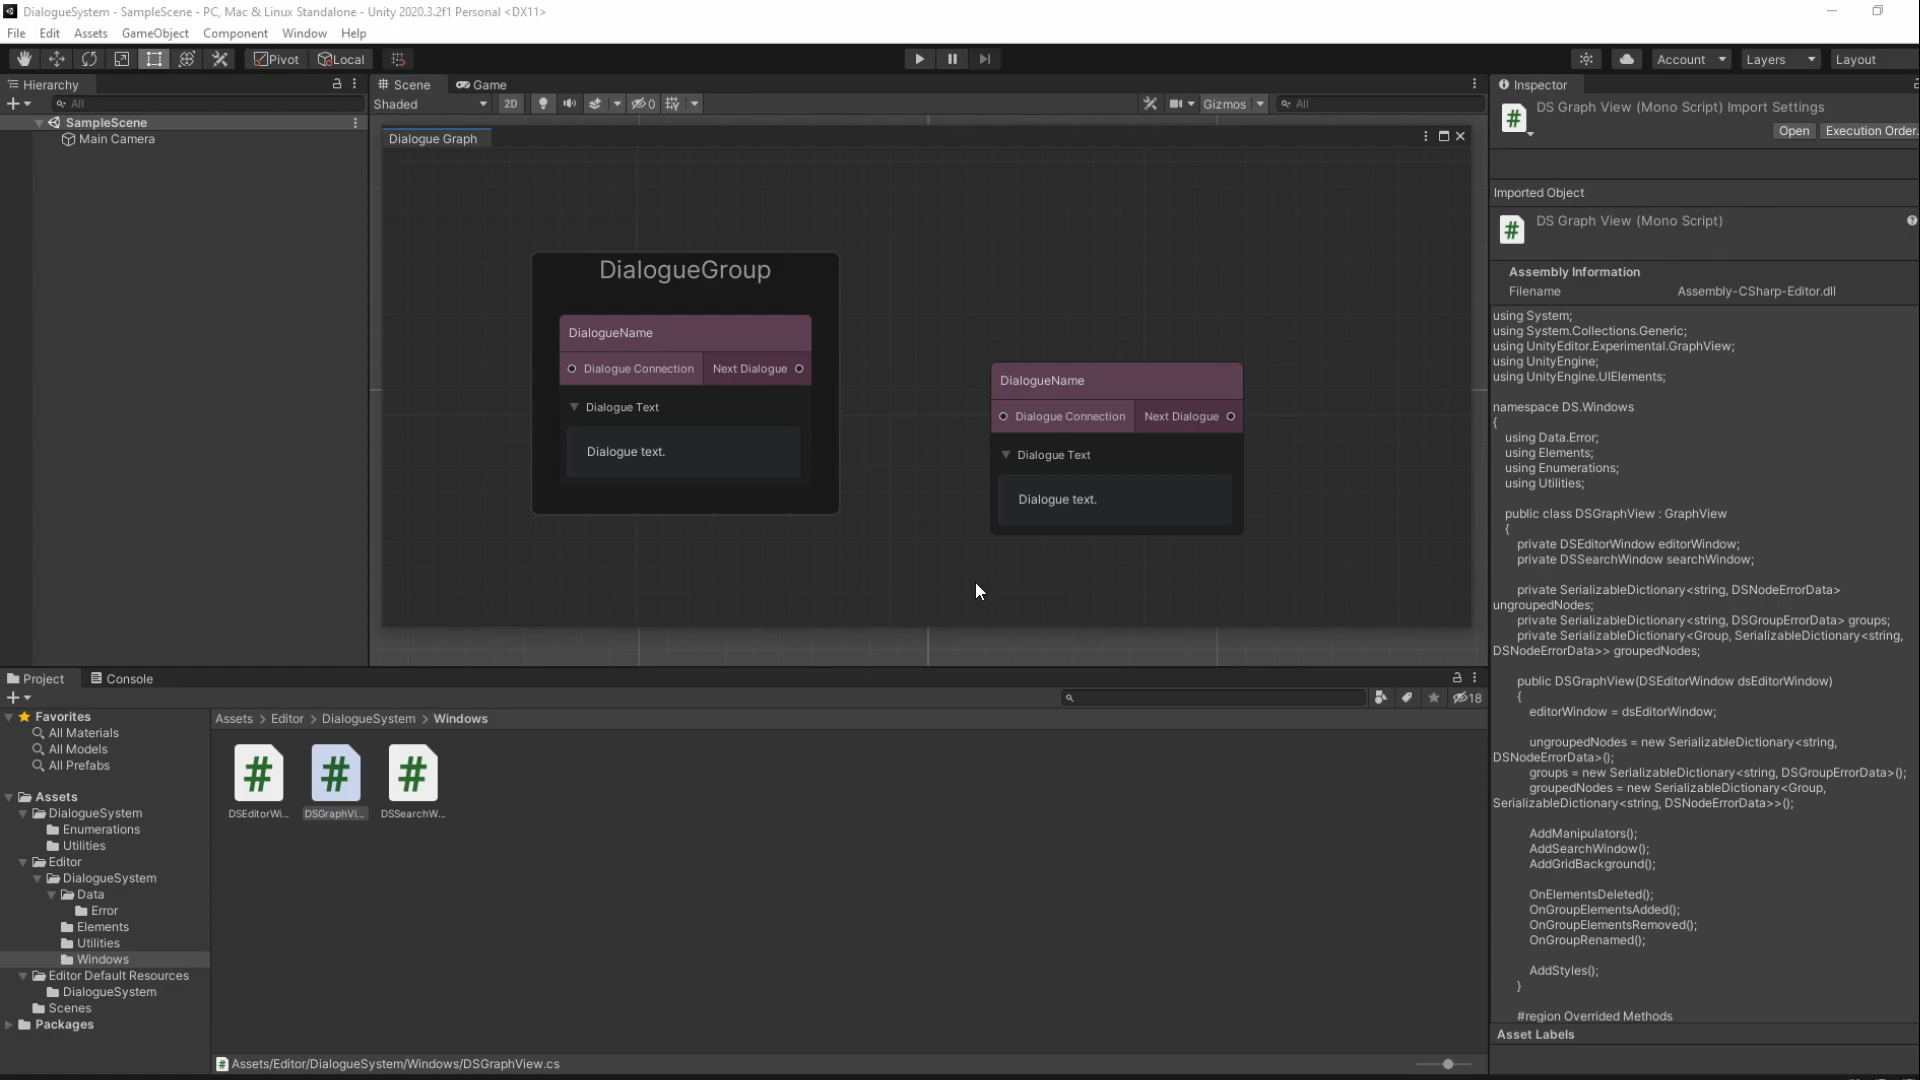 DialogueSystem - SampleScene - PC, Mac & Linux Standalone - Unity 2020.3.2f1 Personal <DX11>
File Edit Assets GameObject Component Window Help
Pivot Local Account Layers Layout
Hierarchy
All
SampleScene
Main Camera
Scene Game
Shaded 2D 0 Gizmos All
Dialogue Graph
DialogueGroup
DialogueName
Dialogue Connection Next Dialogue
Dialogue Text
Dialogue text.
DialogueName
Dialogue Connection Next Dialogue
Dialogue Text
Dialogue text.
Inspector
DS Graph View (Mono Script) Import Settings
Open Execution Order.
Imported Object
DS Graph View (Mono Script)
Assembly Information
Filename Assembly-CSharp-Editor.dll
using System;
using System.Collections.Generic;
using UnityEditor.Experimental.GraphView;
using UnityEngine;
using UnityEngine.UIElements;
namespace DS.Windows
{
using Data.Error;
using Elements;
using Enumerations;
using Utilities;
public class DSGraphView : GraphView
{
private DSEditorWindow editorWindow;
private DSSearchWindow searchWindow;
private SerializableDictionary<string, DSNodeErrorData>
ungroupedNodes;
private SerializableDictionary<string, DSGroupErrorData> groups;
private SerializableDictionary<Group, SerializableDictionary<string,
DSNodeErrorData>> groupedNodes;
public DSGraphView(DSEditorWindow dsEditorWindow)
{
editorWindow = dsEditorWindow;
ungroupedNodes = new SerializableDictionary<string,
DSNodeErrorData>();
groups = new SerializableDictionary<string, DSGroupErrorData>();
groupedNodes = new SerializableDictionary<Group,
SerializableDictionary<string, DSNodeErrorData>>();
AddManipulators();
AddSearchWindow();
AddGridBackground();
OnElementsDeleted();
OnGroupElementsAdded();
OnGroupElementsRemoved();
OnGroupRenamed();
AddStyles();
}
#region Overrided Methods
Asset Labels
Project Console
18
Favorites
All Materials
All Models
All Prefabs
Assets
DialogueSystem
Enumerations
Utilities
Editor
DialogueSystem
Data
Error
Elements
Utilities
Windows
Editor Default Resources
DialogueSystem
Scenes
Packages
Assets > Editor > DialogueSystem > Windows
DSEditorWi... DSGraphVi... DSSearchW...
Assets/Editor/DialogueSystem/Windows/DSGraphView.cs